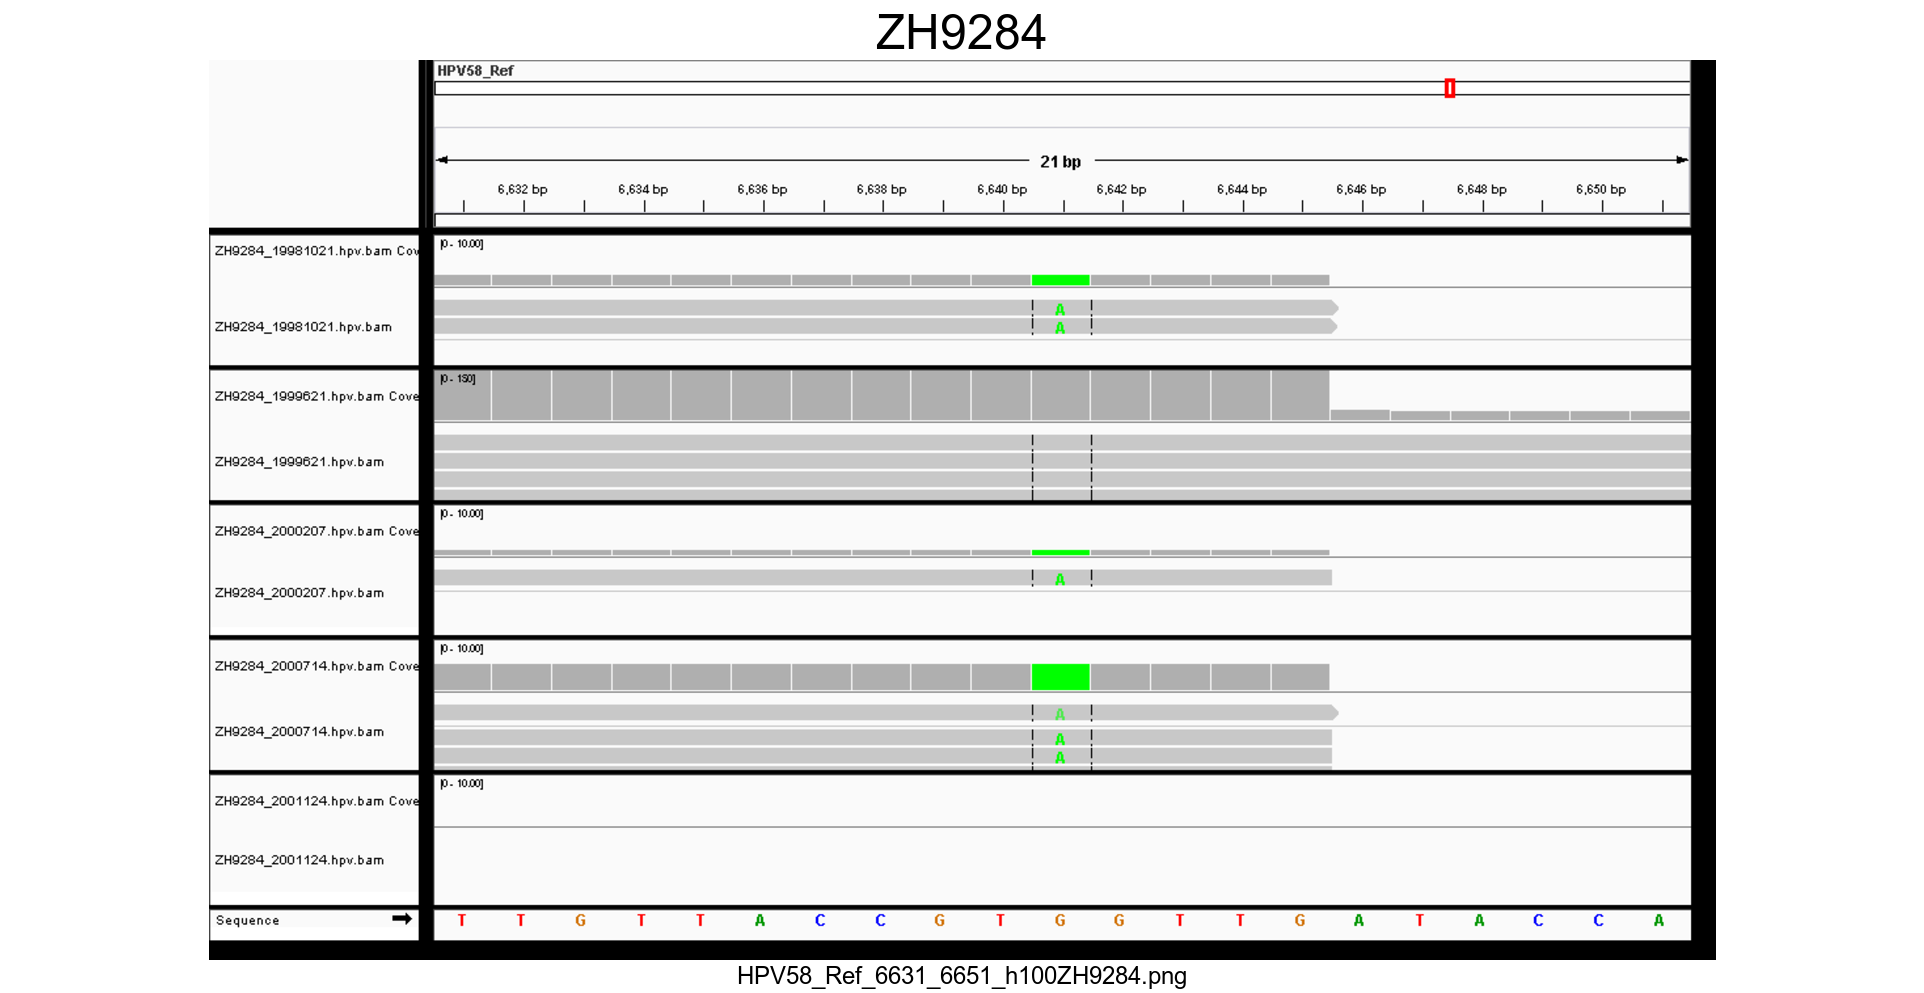 ZH9284
HPV58_Ref
21 bp
6,632 bp 6,634 bp 6,636 bp 6,638 bp 6,640 bp 6,642 bp 6,644 bp 6,646 bp 6,648 bp 6,650 bp
ZH9284_19981021.hpv.bam Cov
[0 - 10.00]
A
ZH9284_19981021.hpv.bam
A
ZH9284_1999621.hpv.bam Cove
[0 - 150]
ZH9284_1999621.hpv.bam
ZH9284_2000207.hpv.bam Cove
[0 - 10.00]
A
ZH9284_2000207.hpv.bam
ZH9284_2000714.hpv.bam Cove
[0 - 10.00]
A
ZH9284_2000714.hpv.bam
A
A
ZH9284_2001124.hpv.bam Cove
[0 - 10.00]
ZH9284_2001124.hpv.bam
Sequence T T G T T A C C G T G G T T G A T A C C A
HPV58_Ref_6631_6651_h100ZH9284.png